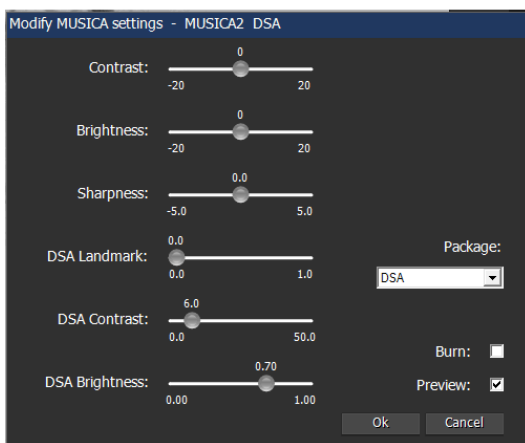 Modify MUSICA settings - MUSICA2 DSA
Contrast:
0
-20 20
Brightness:
0
-20 20
Sharpness:
0.0
-5.0 5.0
DSA Landmark:
0.0
0.0 1.0
Package:
DSA
DSA Contrast:
6.0
0.0 50.0
Burn:
DSA Brightness:
0.70
0.00 1.00
Preview:
Ok Cancel